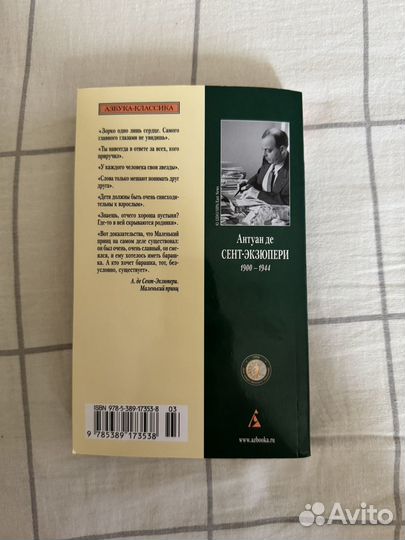 АЗБУКА-КЛАССИКА
«Зорко одно лишь сердце. Самого
главного глазами не увидишь».
«Ты навсегда в ответе за всех, кого
приручил».
«У каждого человека свои звезды».
«Слова только мешают понимать друг
друга».
«Дети должны быть очень снисходи-
тельны к взрослым».
«Знаешь, отчего хороша пустыня?
Где-то в ней скрываются родники».
«Вот доказательства, что Маленький
принц на самом деле существовал:
он был очень, очень славный, он сме-
ялся, и ему хотелось иметь бараш-
ка. А кто хочет барашка, тот, без-
условно, существует».
А. де Сент-Экзюпери.
Маленький принц
ISBN 978-5-389-17353-8
03
9 785389 173538
Антуан де
СЕНТ-ЭКЗЮПЕРИ
1900 – 1944
www.azbooka.ru
Avito